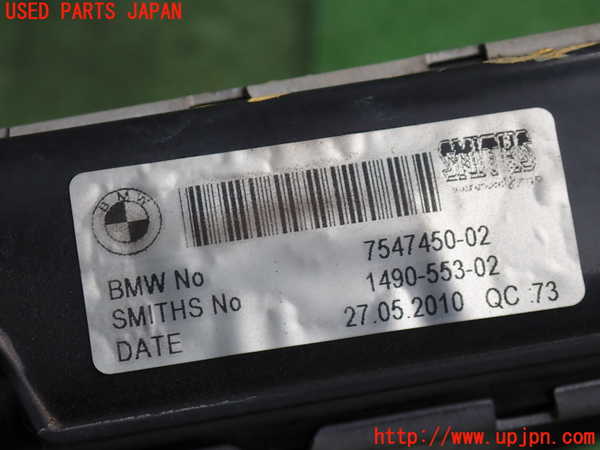 USED PARTS JAPAN
BMW
SMITHS
7547450-02
BMW No 1490-553-02
SMITHS No 27.05.2010 QC :73
DATE
http://www.upjpn.com/